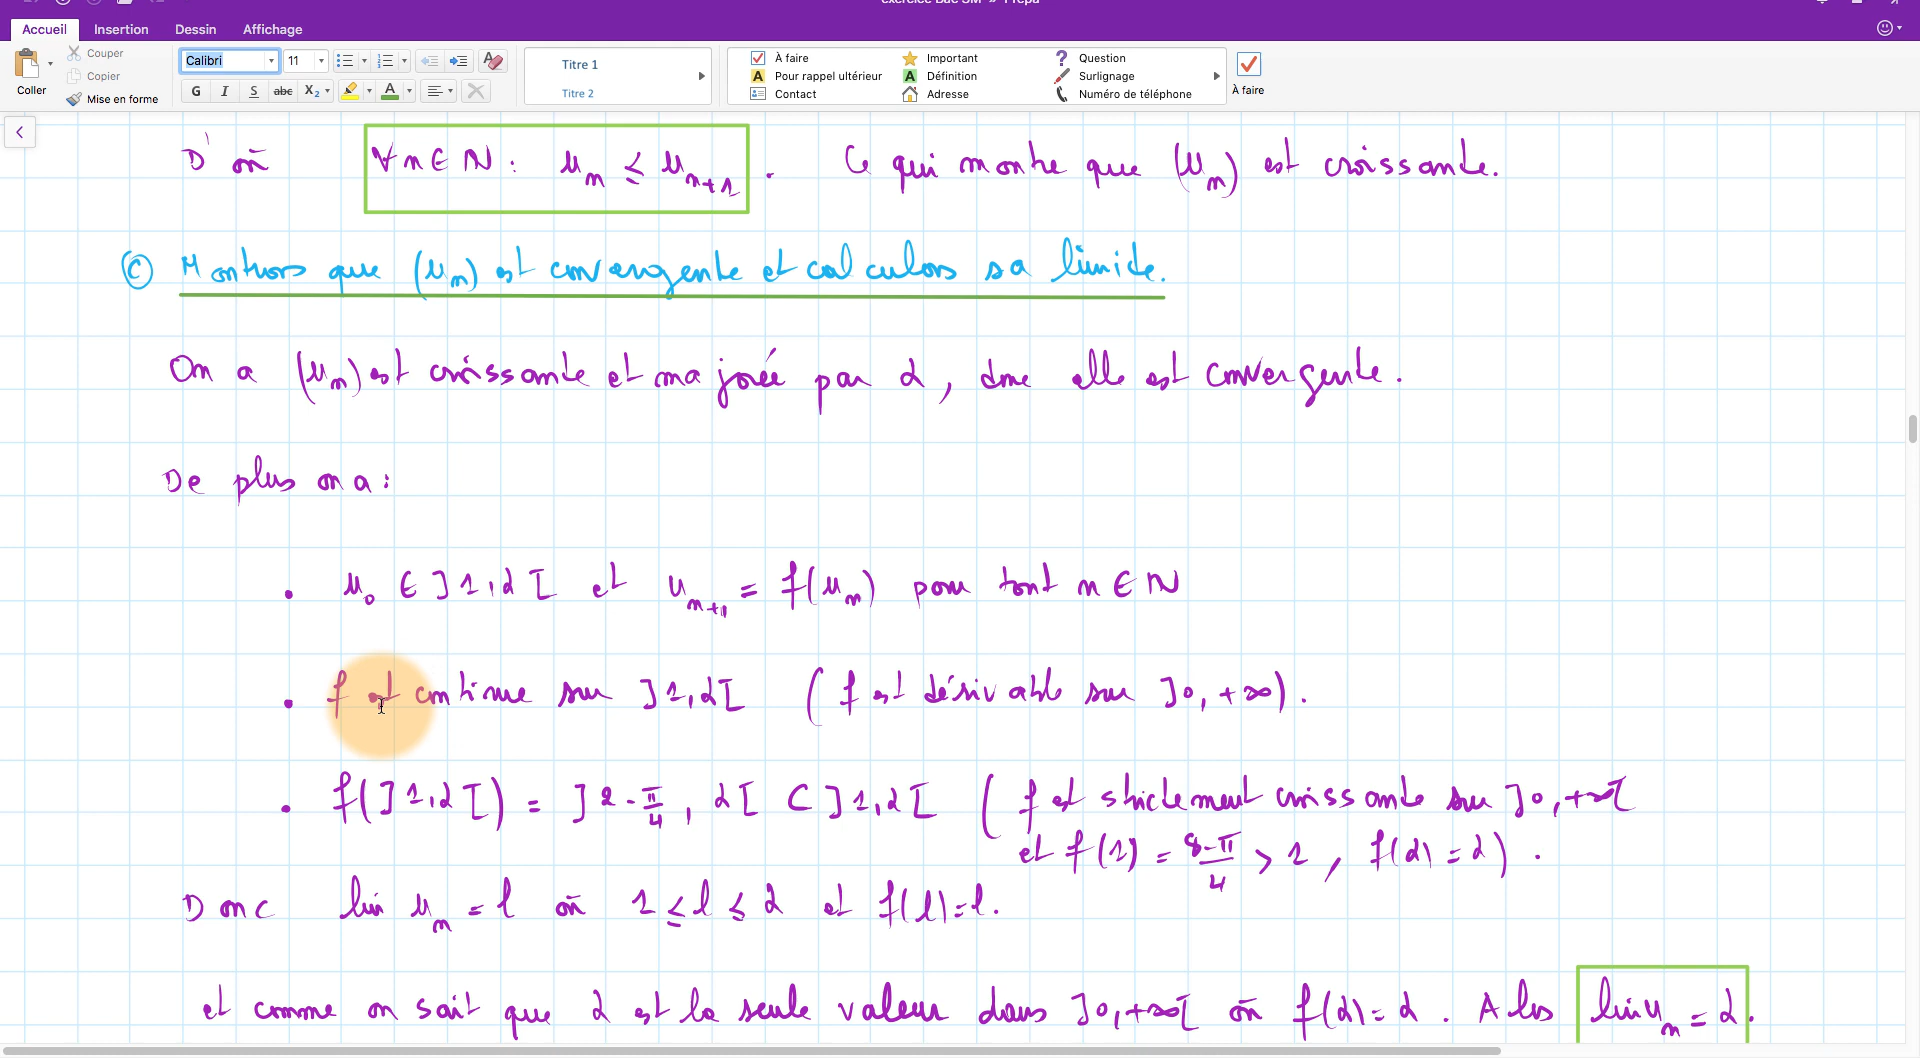 exercice Bac SM » Prépa
Accueil Insertion Dessin Affichage
Coller
Couper
Copier
Mise en forme
Calibri 11
G I S abc X₂ A A
Titre 1
Titre 2
À faire
Pour rappel ultérieur
Contact
Important
Définition
Adresse
Question
Surlignage
Numéro de téléphone
À faire
D'où ∀n∈ℕ : uₙ ≤ uₙ₊₁ . Ce qui montre que (uₙ) est croissante.
Ⓒ Montrons que (uₙ) est convergente et calculons sa limite.
On a (uₙ) est croissante et majorée par α, donc elle est convergente.
De plus on a :
• u₀ ∈ ]1,α[ et uₙ₊₁ = f(uₙ) pour tout n ∈ ℕ
• f est continue sur ]1,α[ (f est dérivable sur ]0,+∞).
• f(]1,α[) = ]2-π/4, α[ ⊂ ]1,α[ (f est strictement croissante sur ]0,+∞[
et f(1) = 8-π/4 > 1, f(α) = α).
Donc lim uₙ = l où 1 ≤ l ≤ α et f(l)=l.
et comme on sait que α est la seule valeur dans ]0,+∞[ où f(α)=α. Alors lim uₙ = α.